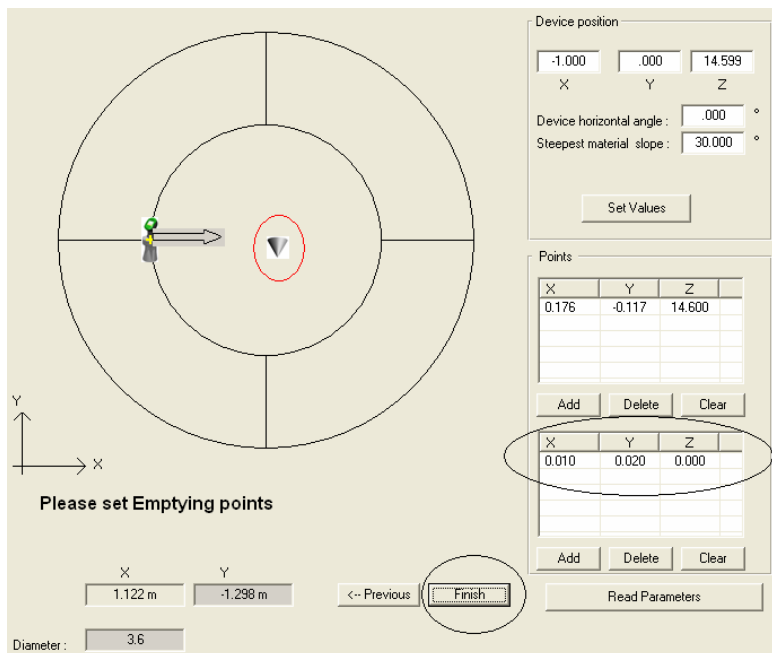 Device position
-1.000 .000 14.599
X Y Z
Device horizontal angle : .000 °
Steepest material slope : 30.000 °
Set Values
Points
X Y Z
0.176 -0.117 14.600
Add Delete Clear
X Y Z
0.010 0.020 0.000
Add Delete Clear
Read Parameters
Y
X
Please set Emptying points
X Y
1.122 m -1.298 m
<-- Previous Finish
Diameter : 3.6